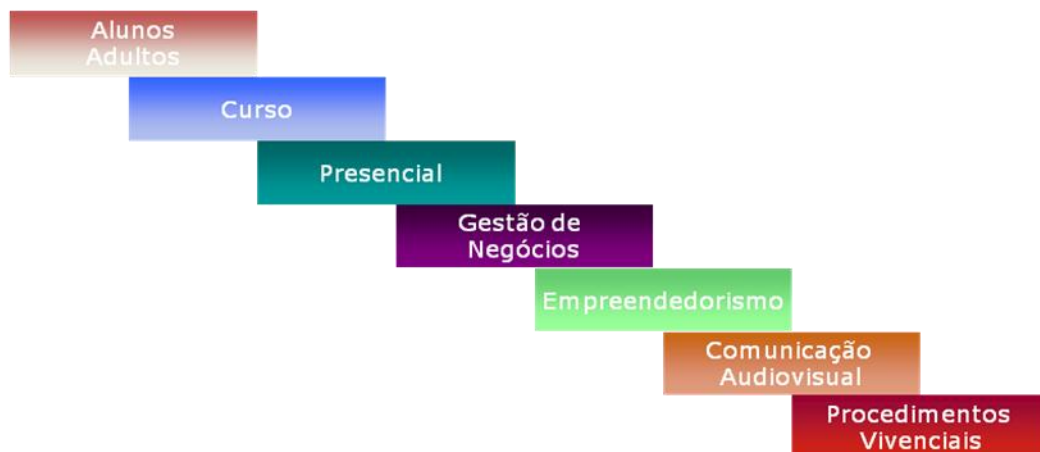 Alunos
Adultos
Curso
Presencial
Gestão de
Negócios
Empreendedorismo
Comunicação
Audiovisual
Procedimentos
Vivenciais